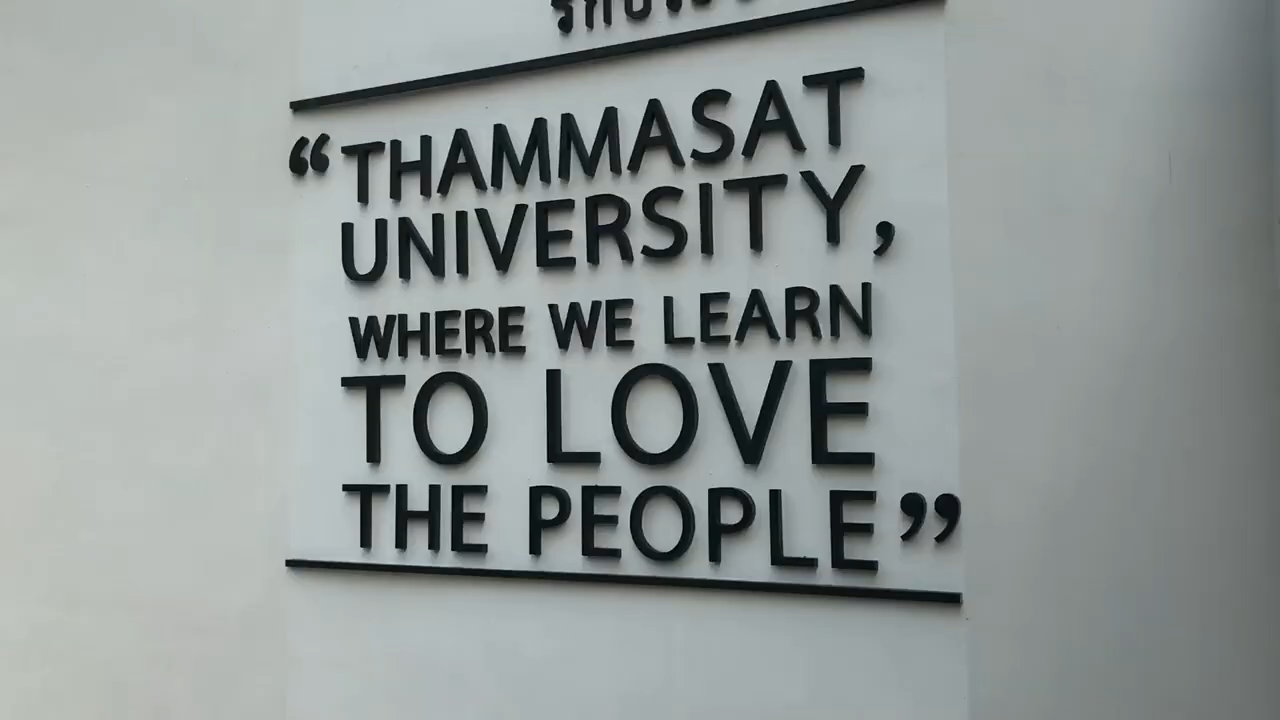 “THAMMASAT
UNIVERSITY,
WHERE WE LEARN
TO LOVE
THE PEOPLE”